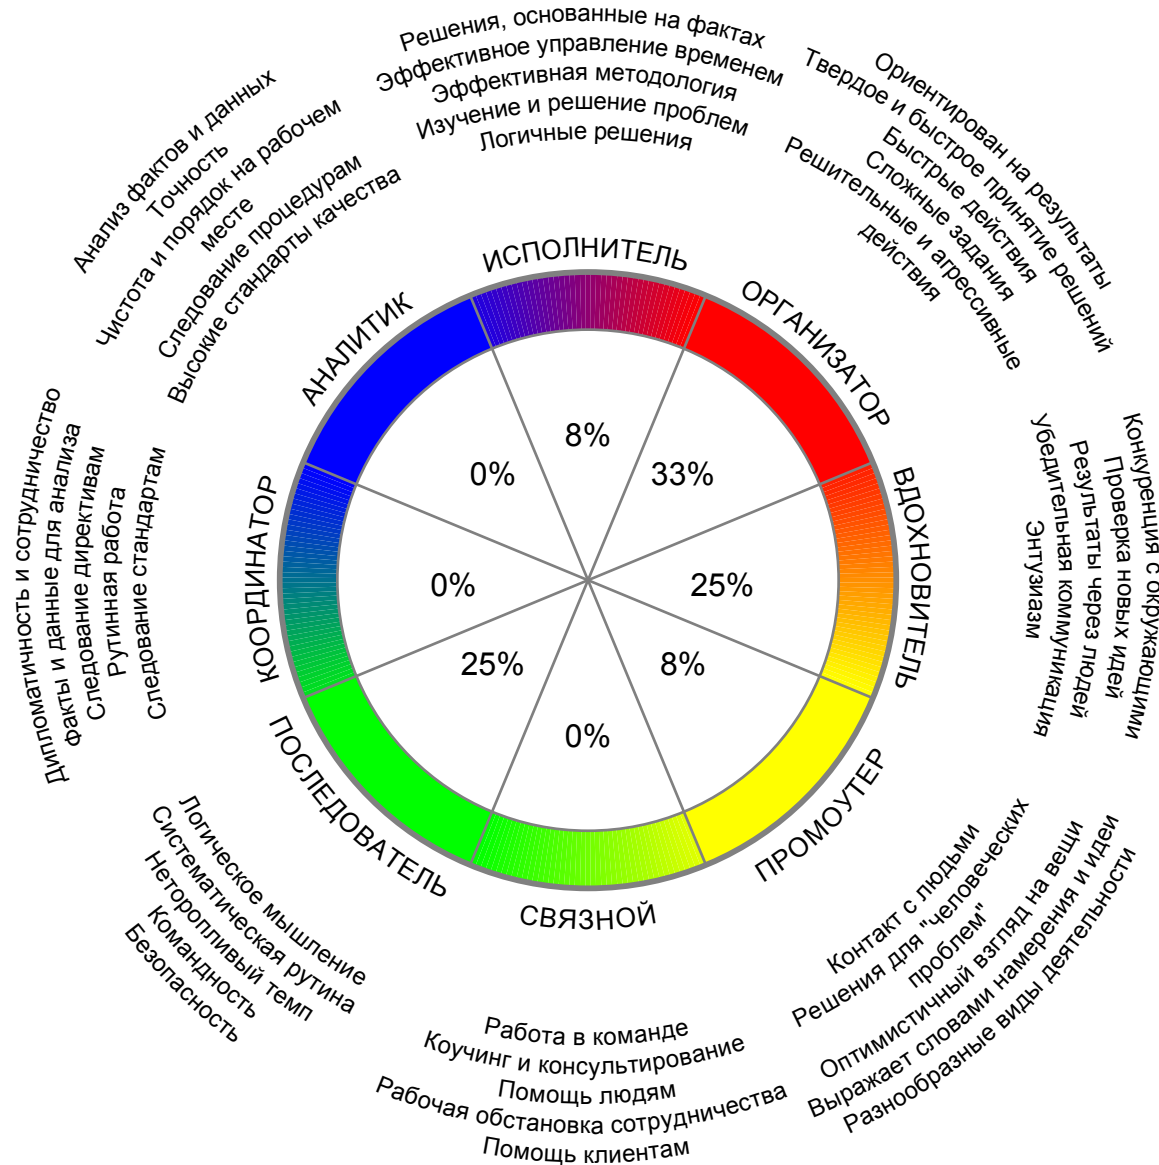 Решения, основанные на фактах
Эффективное управление временем
Эффективная методология
Изучение и решение проблем
Логичные решения
Ориентирован на результаты
Твердое и быстрое принятие решений
Быстрые действия
Сложные задания
Решительные и агрессивные
действия
Анализ фактов и данных
Точность
Чистота и порядок на рабочем
месте
Следование процедурам
Высокие стандарты качества
ИСПОЛНИТЕЛЬ
ОРГАНИЗАТОР
АНАЛИТИК
8%
0%
33%
Конкуренция с окружающими
Проверка новых идей
Результаты через людей
Убедительная коммуникация
Энтузиазм
ВДОХНОВИТЕЛЬ
Дипломатичность и сотрудничество
Факты и данные для анализа
Следование директивам
Рутинная работа
Следование стандартам
КООРДИНАТОР
0%
25%
25%
8%
0%
ПОСЛЕДОВАТЕЛЬ
ПРОМОУТЕР
СВЯЗНОЙ
Логическое мышление
Систематическая рутина
Неторопливый темп
Командность
Безопасность
Контакт с людьми
Решения для "человеческих
проблем"
Оптимистичный взгляд на вещи
Выражает словами намерения и идеи
Разнообразные виды деятельности
Работа в команде
Коучинг и консультирование
Помощь людям
Рабочая обстановка сотрудничества
Помощь клиентам